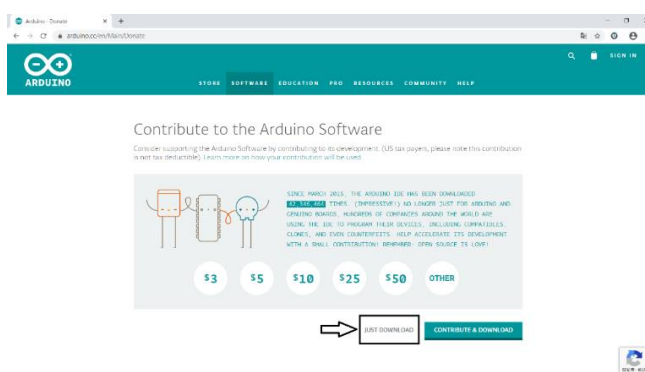 Arduino - Donate
arduino.cc/en/Main/Donate
SIGN IN
ARDUINO
STORE SOFTWARE EDUCATION PRO RESOURCES COMMUNITY HELP
Contribute to the Arduino Software
Consider supporting the Arduino Software by contributing to its development. (US tax payers, please note this contribution
is not tax deductible). Learn more on how your contribution will be used.
SINCE MARCH 2015, THE ARDUINO IDE HAS BEEN DOWNLOADED
TIMES. (IMPRESSIVE!) NO LONGER JUST FOR ARDUINO AND
GENUINO BOARDS, HUNDREDS OF COMPANIES AROUND THE WORLD ARE
USING THE IDE TO PROGRAM THEIR DEVICES, INCLUDING COMPATIBLES,
CLONES, AND EVEN COUNTERFEITS. HELP ACCELERATE ITS DEVELOPMENT
WITH A SMALL CONTRIBUTION! REMEMBER: OPEN SOURCE IS LOVE!
$3 $5 $10 $25 $50 OTHER
JUST DOWNLOAD CONTRIBUTE & DOWNLOAD